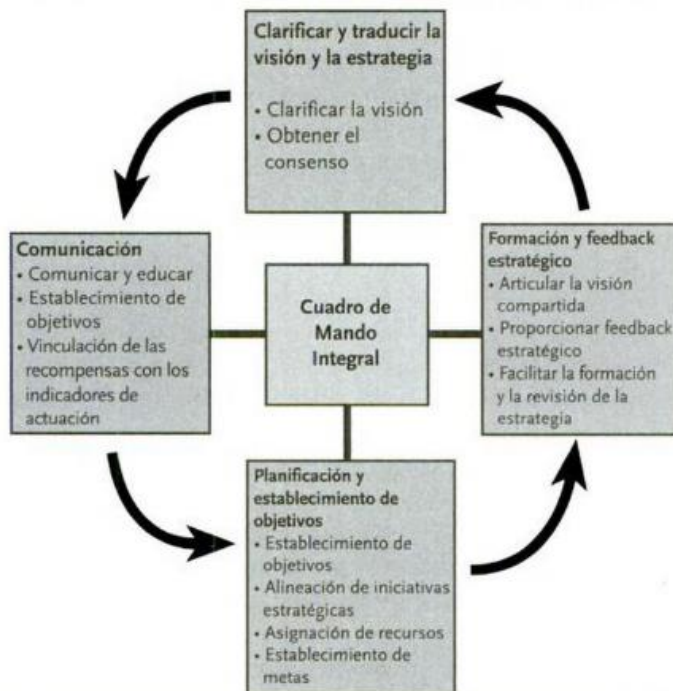 Clarificar y traducir la
visión y la estrategia
• Clarificar la visión
• Obtener el
consenso
Comunicación
• Comunicar y educar
• Establecimiento de
objetivos
• Vinculación de las
recompensas con los
indicadores de
actuación
Cuadro de
Mando
Integral
Formación y feedback
estratégico
• Articular la visión
compartida
• Proporcionar feedback
estratégico
• Facilitar la formación
y la revisión de la
estrategia
Planificación y
establecimiento de
objetivos
• Establecimiento de
objetivos
• Alineación de iniciativas
estratégicas
• Asignación de recursos
• Establecimiento de
metas